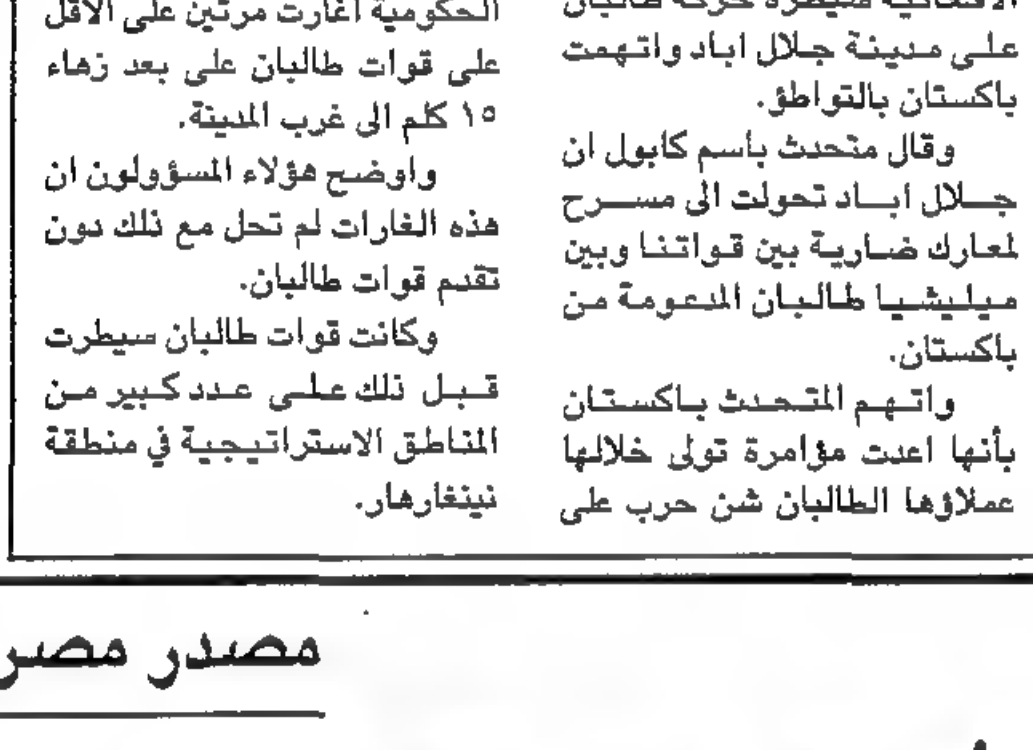 الافغانية سيطرة حركة طالبان
على مدينة جلال اباد واتهمت
باكستان بالتواطؤ.
وقال متحدث باسم كابول ان
جلال اباد تحولت الى مسرح
لمعارك ضارية بين قواتنا وبين
ميليشيا طالبان المدعومة من
باكستان.
واتهم المتحدث باكستان
بأنها اعدت مؤامرة تولى خلالها
عملاؤها الطالبان شن حرب على
الحكومية اغارت مرتين على الاقل
على قوات طالبان على بعد زهاء
١٥ كلم الى غرب المدينة.
واوضح هؤلاء المسؤولون ان
هذه الغارات لم تحل مع ذلك دون
تقدم قوات طالبان.
وكانت قوات طالبان سيطرت
قبل ذلك على عدد كبير من
المناطق الاستراتيجية في منطقة
نينغارهار.
مصدر مصر